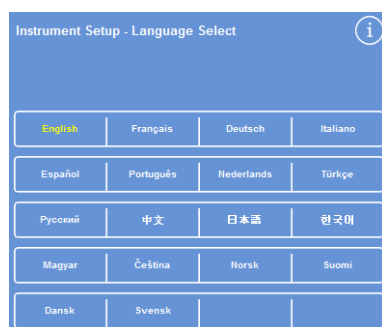 Instrument Setup - Language Select i
English Français Deutsch Italiano
Español Português Nederlands Türkçe
Русский 中文 日本語 한국어
Magyar Čeština Norsk Suomi
Dansk Svensk